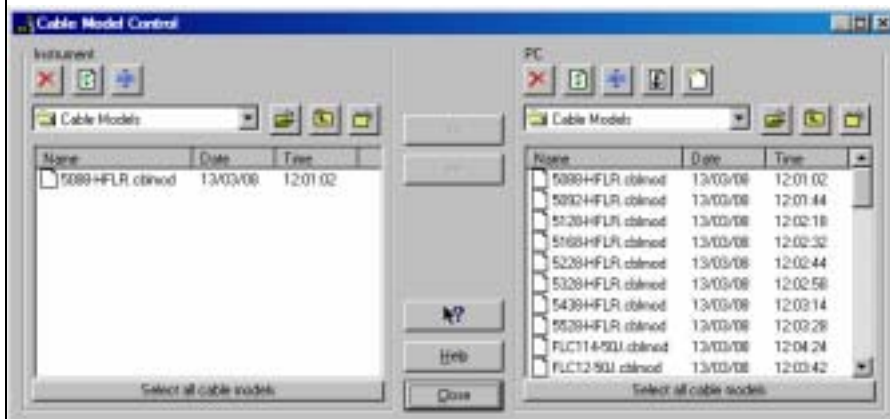 Cable Model Control
Instrument
Cable Models
Name Date Time
5088-HFLR.cblmod 13/03/08 12:01:02
Select all cable models
?
Help
Close
PC
Cable Models
Name Date Time
5088-HFLR.cblmod 13/03/08 12:01:02
5092-HFLR.cblmod 13/03/08 12:01:44
5128-HFLR.cblmod 13/03/08 12:02:18
5168-HFLR.cblmod 13/03/08 12:02:32
5228-HFLR.cblmod 13/03/08 12:02:44
5328-HFLR.cblmod 13/03/08 12:02:58
5438-HFLR.cblmod 13/03/08 12:03:14
5528-HFLR.cblmod 13/03/08 12:03:28
FLC114-50J.cblmod 13/03/08 12:04:24
FLC12-50J.cblmod 13/03/08 12:03:42
Select all cable models